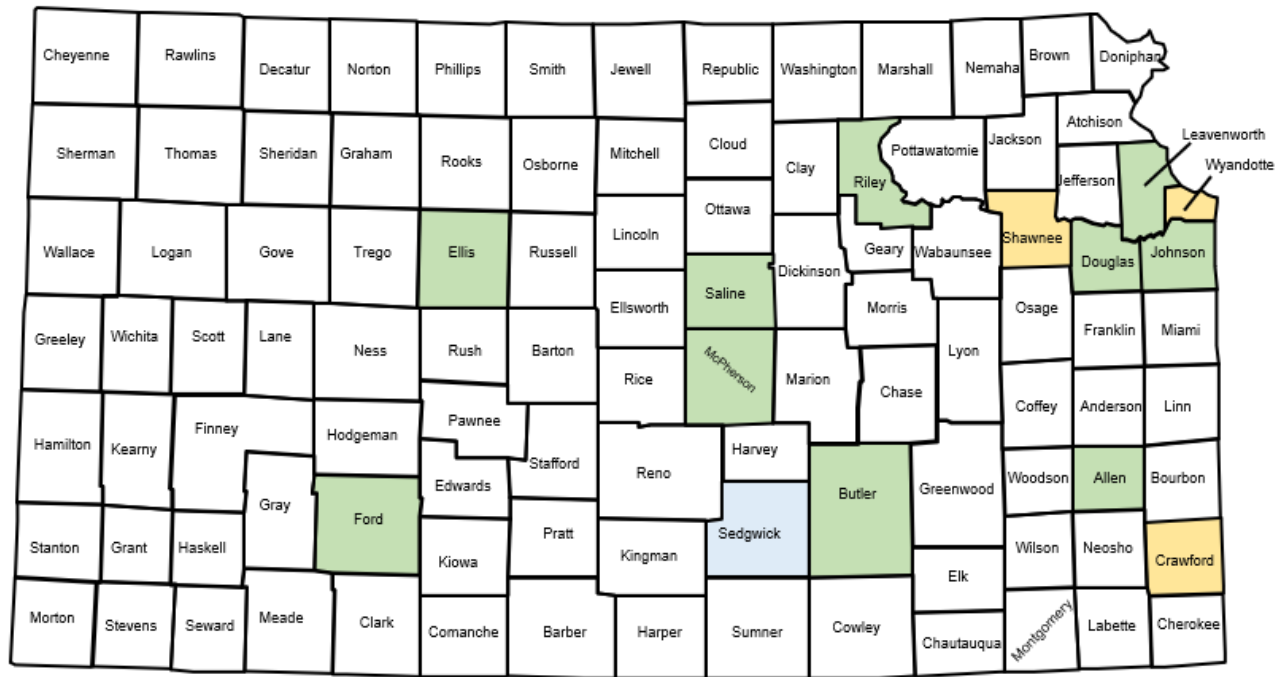 Cheyenne
Rawlins
Decatur
Norton
Phillips
Smith
Jewell
Republic
Washington
Marshall
Nemaha
Brown
Doniphan
Sherman
Thomas
Sheridan
Graham
Rooks
Osborne
Mitchell
Cloud
Clay
Riley
Pottawatomie
Jackson
Atchison
Jefferson
Leavenworth
Wyandotte
Wallace
Logan
Gove
Trego
Ellis
Russell
Lincoln
Ottawa
Saline
Dickinson
Geary
Wabaunsee
Shawnee
Douglas
Johnson
Ellsworth
Morris
Osage
Franklin
Miami
Greeley
Wichita
Scott
Lane
Ness
Rush
Barton
Rice
McPherson
Marion
Chase
Lyon
Coffey
Anderson
Linn
Hamilton
Kearny
Finney
Hodgeman
Pawnee
Stafford
Reno
Harvey
Butler
Greenwood
Woodson
Allen
Bourbon
Gray
Ford
Edwards
Pratt
Kingman
Sedgwick
Stanton
Grant
Haskell
Kiowa
Elk
Wilson
Neosho
Crawford
Morton
Stevens
Seward
Meade
Clark
Comanche
Barber
Harper
Sumner
Cowley
Chautauqua
Montgomery
Labette
Cherokee